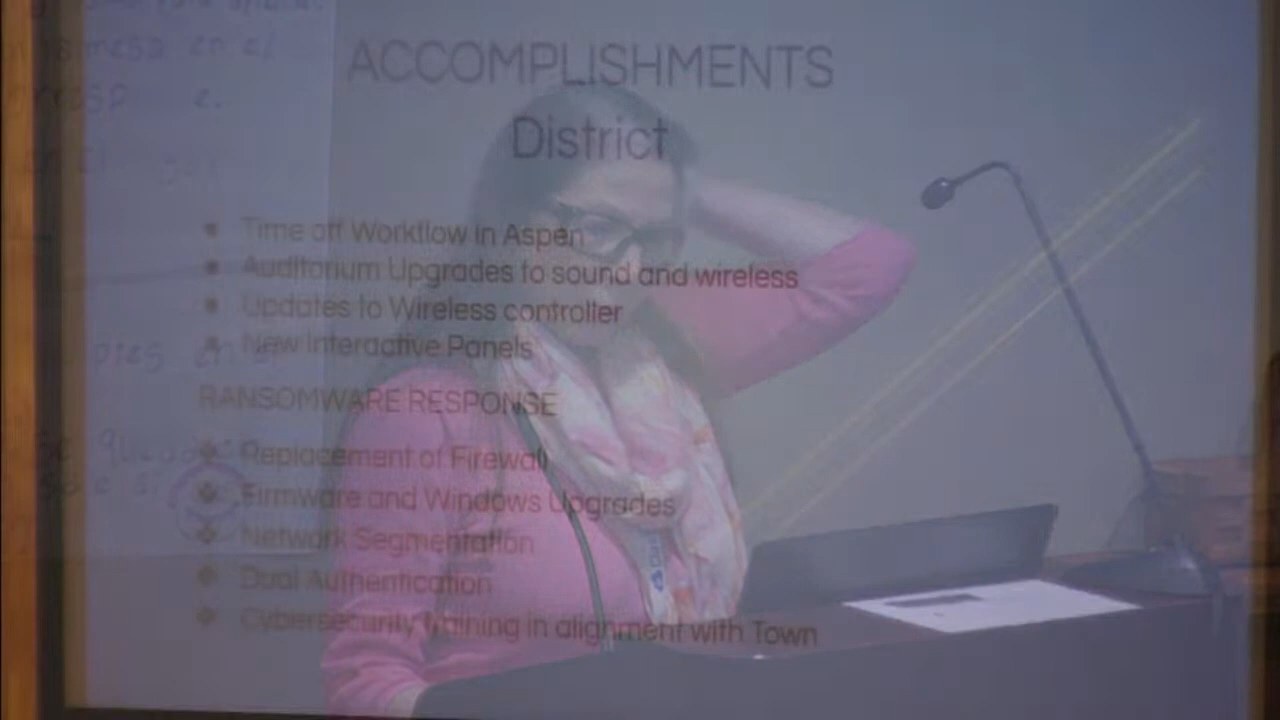 ACCOMPLISHMENTS
District
Time off Workflow in Aspen
Auditorium Upgrades to sound and wireless
Updates to Wireless controller
New Interactive Panels
RANSOMWARE RESPONSE
Replacement of Firewall
Firmware and Windows Upgrades
Network Segmentation
Dual Authentication
Cybersecurity training in alignment with Town
en el